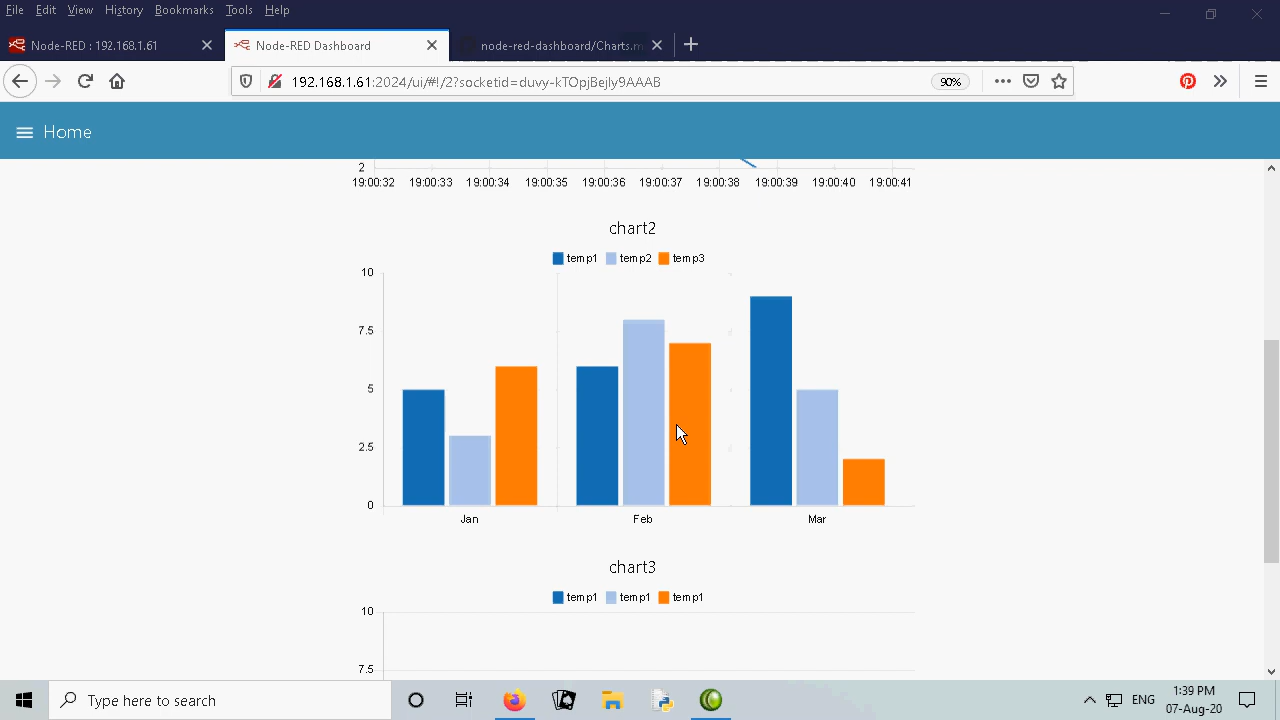 File Edit View History Bookmarks Tools Help
Node-RED : 192.168.1.61 Node-RED Dashboard node-red-dashboard/Charts.m
192.168.1.61:2024/ui/#!/2?socketid=duvy-kTOpjBejly9AAAB 90%
Home
2
19:00:32 19:00:33 19:00:34 19:00:35 19:00:36 19:00:37 19:00:38 19:00:39 19:00:40 19:00:41
chart2
temp1 temp2 temp3
10
7.5
5
2.5
0
Jan Feb Mar
chart3
temp1 temp1 temp1
10
7.5
Type here to search
ENG
1:39 PM
07-Aug-20